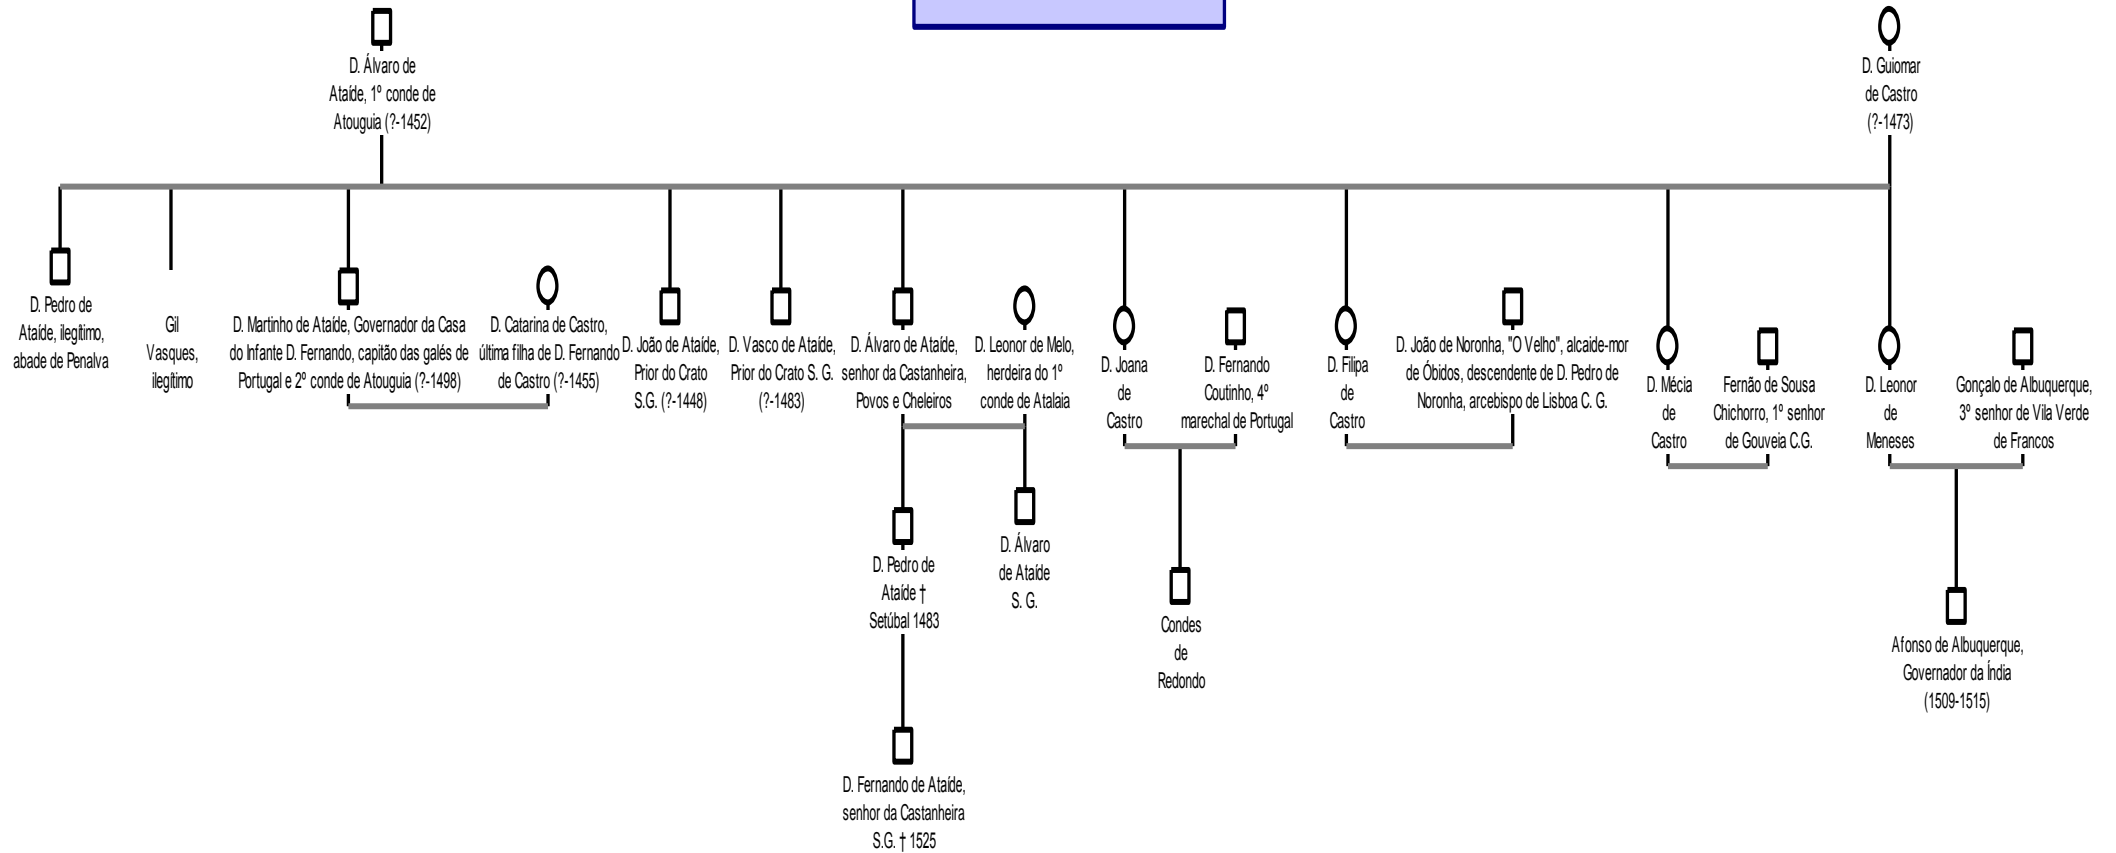 D. Álvaro de
Ataíde, 1º conde de
Atouguia (?-1452)
D. Guiomar
de Castro
(?-1473)
D. Pedro de
Ataíde, ilegítimo,
abade de Penalva
Gil
Vasques,
ilegítimo
D. Martinho de Ataíde, Governador da Casa
do Infante D. Fernando, capitão das galés de
Portugal e 2º conde de Atouguia (?-1498)
D. Catarina de Castro,
última filha de D. Fernando
de Castro (?-1455)
D. João de Ataíde,
Prior do Crato
S.G. (?-1448)
D. Vasco de Ataíde,
Prior do Crato S. G.
(?-1483)
D. Álvaro de Ataíde,
senhor da Castanheira,
Povos e Cheleiros
D. Leonor de Melo,
herdeira do 1º
conde de Atalaia
D. Joana
de
Castro
D. Fernando
Coutinho, 4º
marechal de Portugal
D. Filipa
de
Castro
D. João de Noronha, "O Velho", alcaide-mor
de Óbidos, descendente de D. Pedro de
Noronha, arcebispo de Lisboa C. G.
D. Mécia
de
Castro
Fernão de Sousa
Chichorro, 1º senhor
de Gouveia C.G.
D. Leonor
de
Meneses
Gonçalo de Albuquerque,
3º senhor de Vila Verde
de Francos
D. Pedro de
Ataíde †
Setúbal 1483
D. Álvaro
de Ataíde
S. G.
Condes
de
Redondo
Afonso de Albuquerque,
Governador da Índia
(1509-1515)
D. Fernando de Ataíde,
senhor da Castanheira
S.G. † 1525